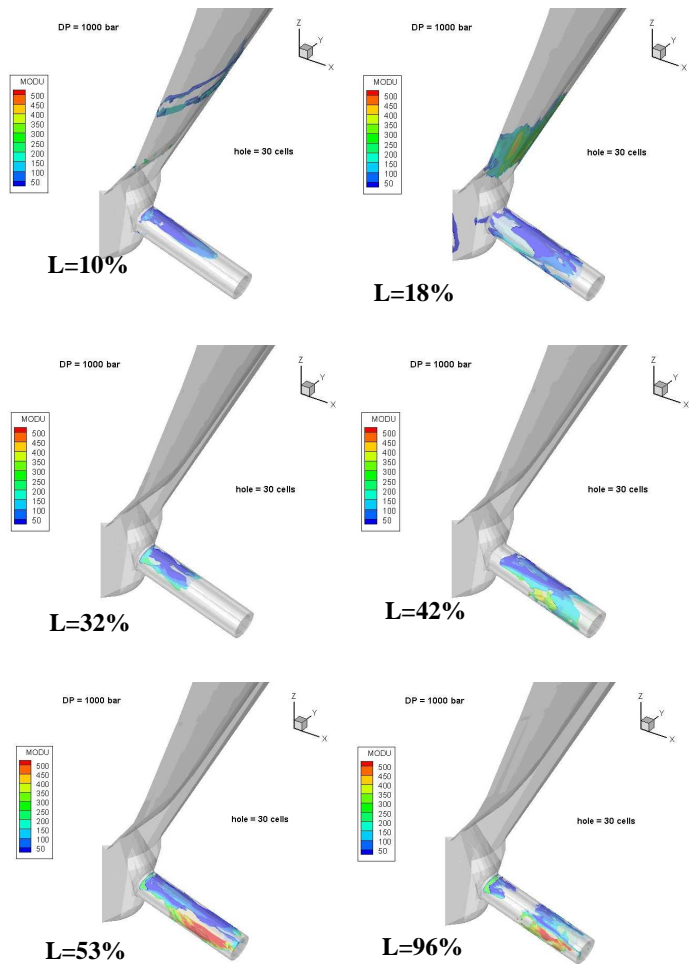 DP = 1000 bar
Z
Y
X
MODU
500
450
400
350
300
250
200
150
100
50
hole = 30 cells
L=10%
DP = 1000 bar
Z
Y
X
MODU
500
450
400
350
300
250
200
150
100
50
hole = 30 cells
L=18%
DP = 1000 bar
Z
Y
X
MODU
500
450
400
350
300
250
200
150
100
50
hole = 30 cells
L=32%
DP = 1000 bar
Z
Y
X
MODU
500
450
400
350
300
250
200
150
100
50
hole = 30 cells
L=42%
DP = 1000 bar
Z
Y
X
MODU
500
450
400
350
300
250
200
150
100
50
hole = 30 cells
L=53%
DP = 1000 bar
Z
Y
X
MODU
500
450
400
350
300
250
200
150
100
50
hole = 30 cells
L=96%